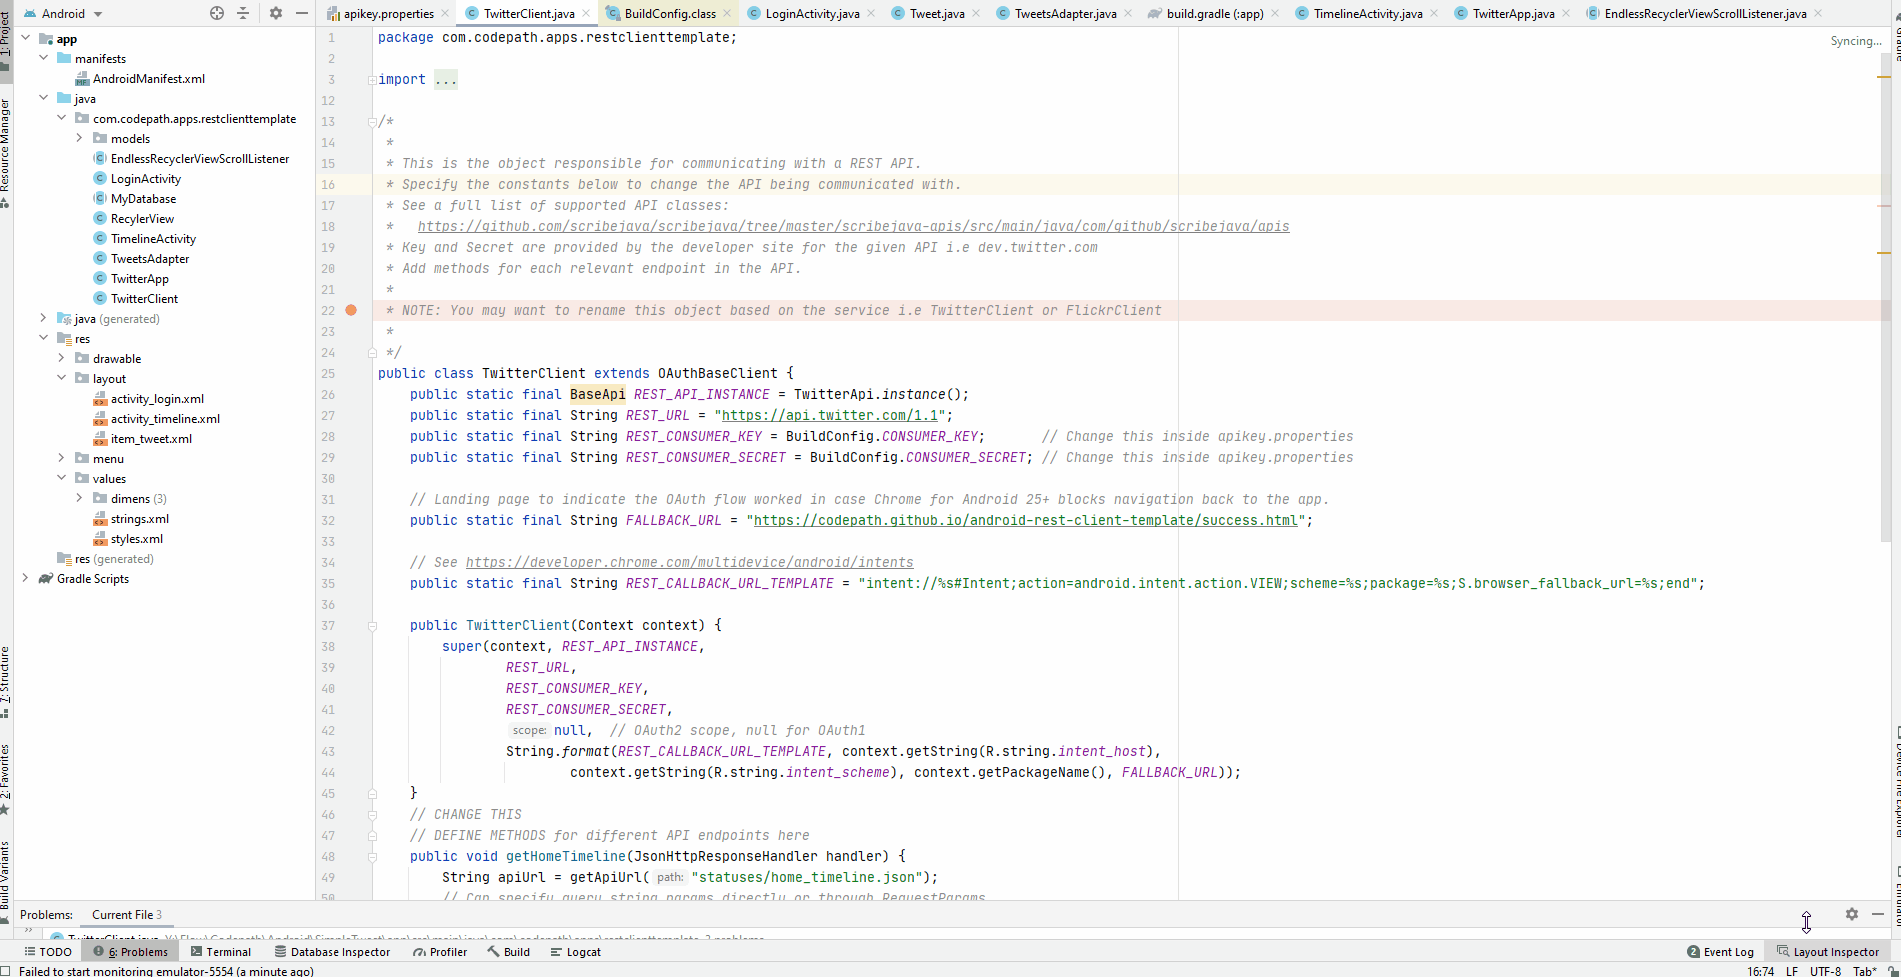 Android
apikey.properties
TwitterClient.java
BuildConfig.class
LoginActivity.java
Tweet.java
TweetsAdapter.java
build.gradle (:app)
TimelineActivity.java
TwitterApp.java
EndlessRecyclerViewScrollListener.java
1: Project
Resource Manager
7: Structure
2: Favorites
Build Variants
app
manifests
AndroidManifest.xml
java
com.codepath.apps.restclienttemplate
models
EndlessRecyclerViewScrollListener
LoginActivity
MyDatabase
RecylerView
TimelineActivity
TweetsAdapter
TwitterApp
TwitterClient
java (generated)
res
drawable
layout
activity_login.xml
activity_timeline.xml
item_tweet.xml
menu
values
dimens (3)
strings.xml
styles.xml
res (generated)
Gradle Scripts
Syncing...
1 package com.codepath.apps.restclienttemplate;
2
3 import ...
12
13 /*
14 *
15 * This is the object responsible for communicating with a REST API.
16 * Specify the constants below to change the API being communicated with.
17 * See a full list of supported API classes:
18 * https://github.com/scribejava/scribejava/tree/master/scribejava-apis/src/main/java/com/github/scribejava/apis
19 * Key and Secret are provided by the developer site for the given API i.e dev.twitter.com
20 * Add methods for each relevant endpoint in the API.
21 *
22 * NOTE: You may want to rename this object based on the service i.e TwitterClient or FlickrClient
23 *
24 */
25 public class TwitterClient extends OAuthBaseClient {
26 public static final BaseApi REST_API_INSTANCE = TwitterApi.instance();
27 public static final String REST_URL = "https://api.twitter.com/1.1";
28 public static final String REST_CONSUMER_KEY = BuildConfig.CONSUMER_KEY; // Change this inside apikey.properties
29 public static final String REST_CONSUMER_SECRET = BuildConfig.CONSUMER_SECRET; // Change this inside apikey.properties
30
31 // Landing page to indicate the OAuth flow worked in case Chrome for Android 25+ blocks navigation back to the app.
32 public static final String FALLBACK_URL = "https://codepath.github.io/android-rest-client-template/success.html";
33
34 // See https://developer.chrome.com/multidevice/android/intents
35 public static final String REST_CALLBACK_URL_TEMPLATE = "intent://%s#Intent;action=android.intent.action.VIEW;scheme=%s;package=%s;S.browser_fallback_url=%s;end";
36
37 public TwitterClient(Context context) {
38 super(context, REST_API_INSTANCE,
39 REST_URL,
40 REST_CONSUMER_KEY,
41 REST_CONSUMER_SECRET,
42 scope: null, // OAuth2 scope, null for OAuth1
43 String.format(REST_CALLBACK_URL_TEMPLATE, context.getString(R.string.intent_host),
44 context.getString(R.string.intent_scheme), context.getPackageName(), FALLBACK_URL));
45 }
46 // CHANGE THIS
47 // DEFINE METHODS for different API endpoints here
48 public void getHomeTimeline(JsonHttpResponseHandler handler) {
49 String apiUrl = getApiUrl( path: "statuses/home_timeline.json");
50 // Can specify query string params directly or through RequestParams
Problems: Current File 3
TODO
6: Problems
Terminal
Database Inspector
Profiler
Build
Logcat
2 Event Log
Layout Inspector
Failed to start monitoring emulator-5554 (a minute ago)
16:74 LF UTF-8 Tab*